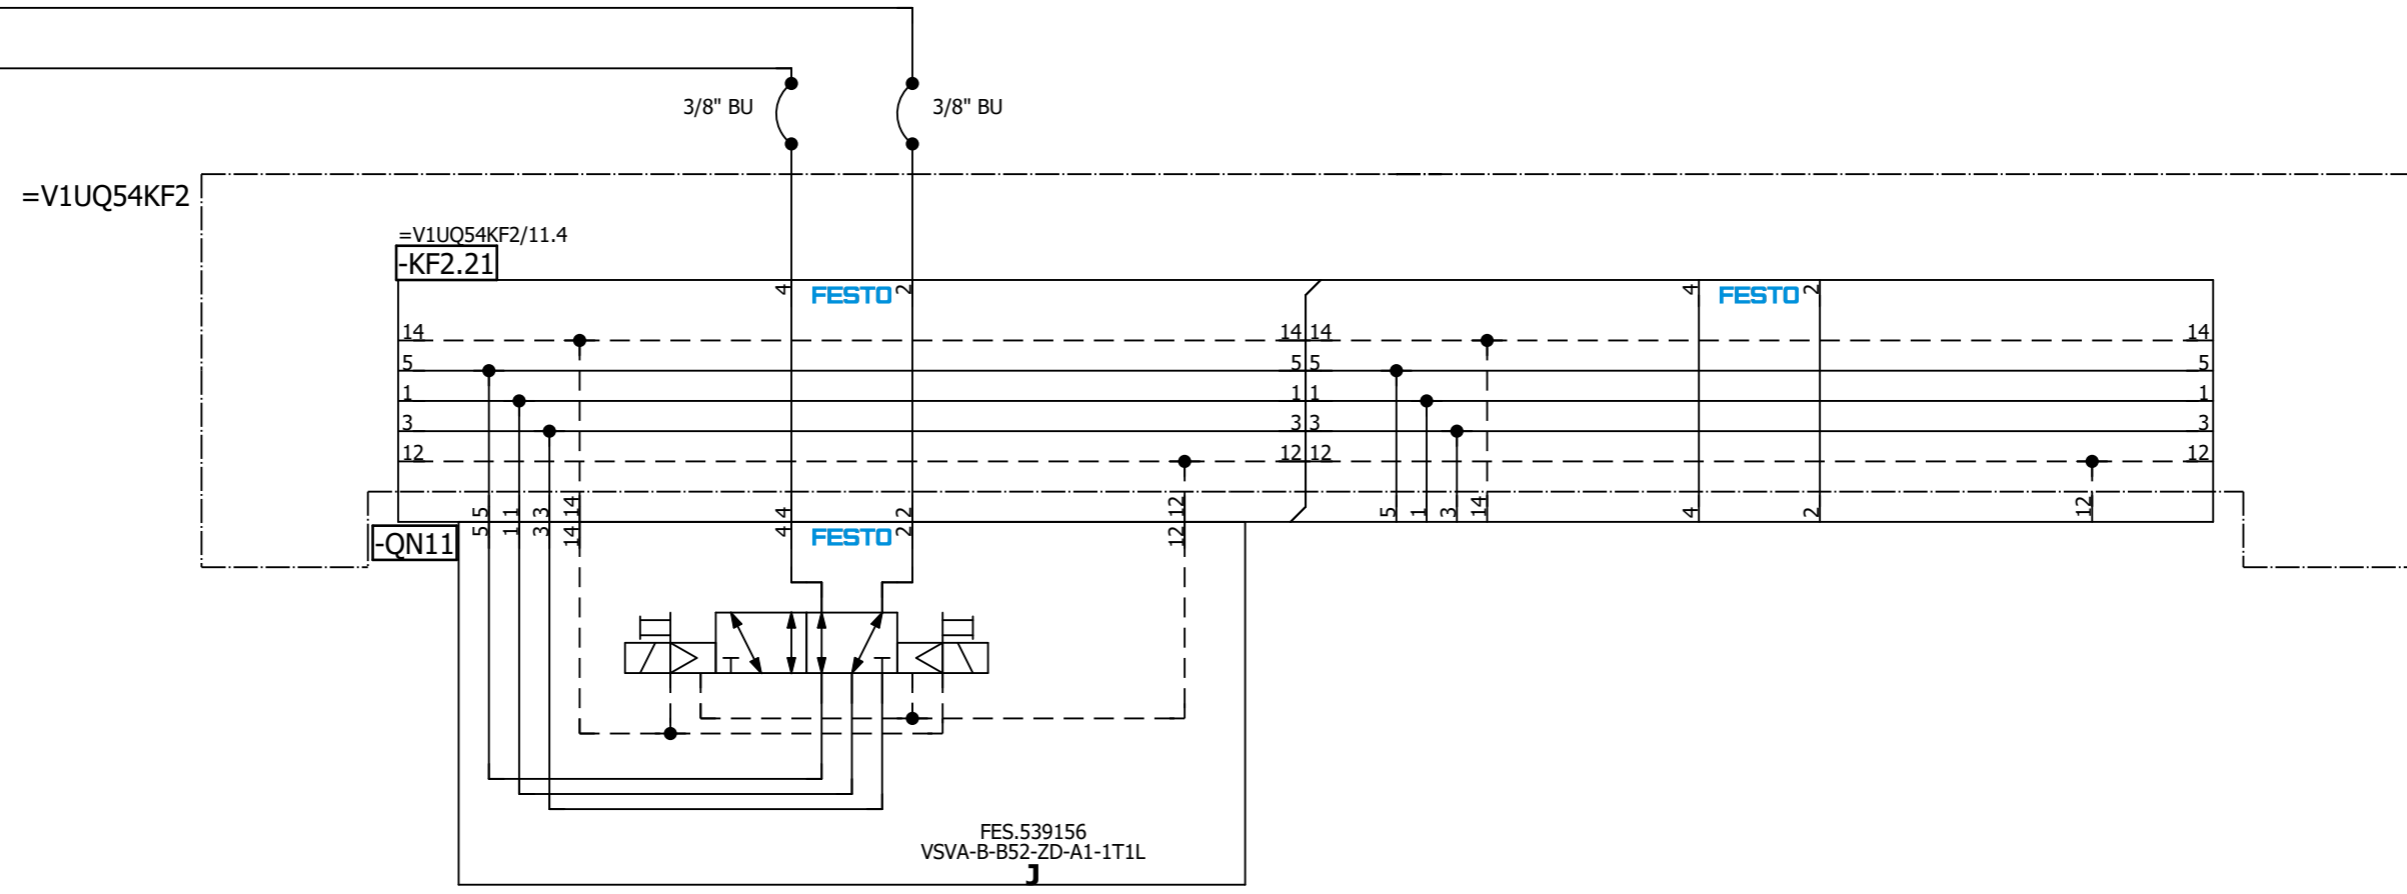 3/8" BU 3/8" BU
=V1UQ54KF2
=V1UQ54KF2/11.4
-KF2.21
4 FESTO 2 4 FESTO 2
14 14 14 14
5 5 5 5
1 1 1 1
3 3 3 3
12 12 12 12
5 1 3 14 4 2 12 5 1 3 14 4 2 12
-QN11
5 1 3 14 4 FESTO 2 12
FES.539156
VSVA-B-B52-ZD-A1-1T1L
J